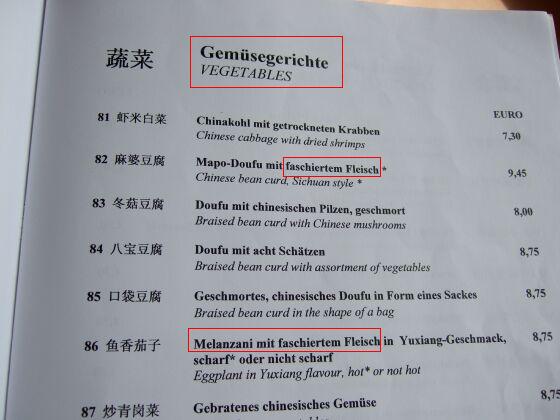 蔬菜 Gemüsegerichte
VEGETABLES
EURO
81 虾米白菜 Chinakohl mit getrockneten Krabben 7,30
Chinese cabbage with dried shrimps
82 麻婆豆腐 Mapo-Doufu mit faschiertem Fleisch * 9,45
Chinese bean curd, Sichuan style *
83 冬菇豆腐 Doufu mit chinesischen Pilzen, geschmort 8,00
Braised bean curd with Chinese mushrooms
84 八宝豆腐 Doufu mit acht Schätzen 8,75
Braised bean curd with assortment of vegetables
85 口袋豆腐 Geschmortes, chinesisches Doufu in Form eines Sackes 8,75
Braised bean curd in the shape of a bag
86 鱼香茄子 Melanzani mit faschiertem Fleisch in Yuxiang-Geschmack, 8,75
scharf* oder nicht scharf
Eggplant in Yuxiang flavour, hot* or not hot
87 炒青岗菜 Gebratenes chinesisches Gemüse 8,75